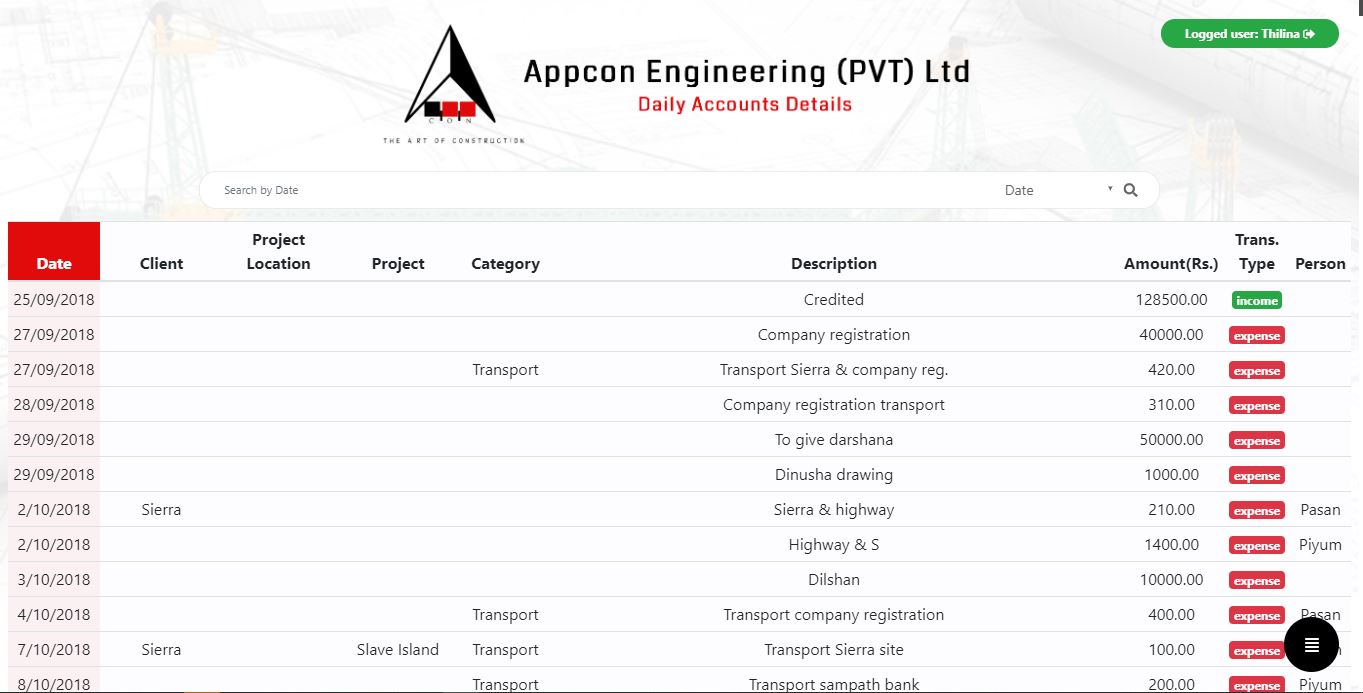 Logged user: Thilina
Appcon Engineering (PVT) Ltd
Daily Accounts Details
C O N
THE ART OF CONSTRUCTION
Search by Date Date
Date Client Project Location Project Category Description Amount(Rs.) Trans. Type Person
25/09/2018 Credited 128500.00 income
27/09/2018 Company registration 40000.00 expense
27/09/2018 Transport Transport Sierra & company reg. 420.00 expense
28/09/2018 Company registration transport 310.00 expense
29/09/2018 To give darshana 50000.00 expense
29/09/2018 Dinusha drawing 1000.00 expense
2/10/2018 Sierra Sierra & highway 210.00 expense Pasan
2/10/2018 Highway & S 1400.00 expense Piyum
3/10/2018 Dilshan 10000.00 expense
4/10/2018 Transport Transport company registration 400.00 expense Pasan
7/10/2018 Sierra Slave Island Transport Transport Sierra site 100.00 expense
8/10/2018 Transport Transport sampath bank 200.00 expense Piyum